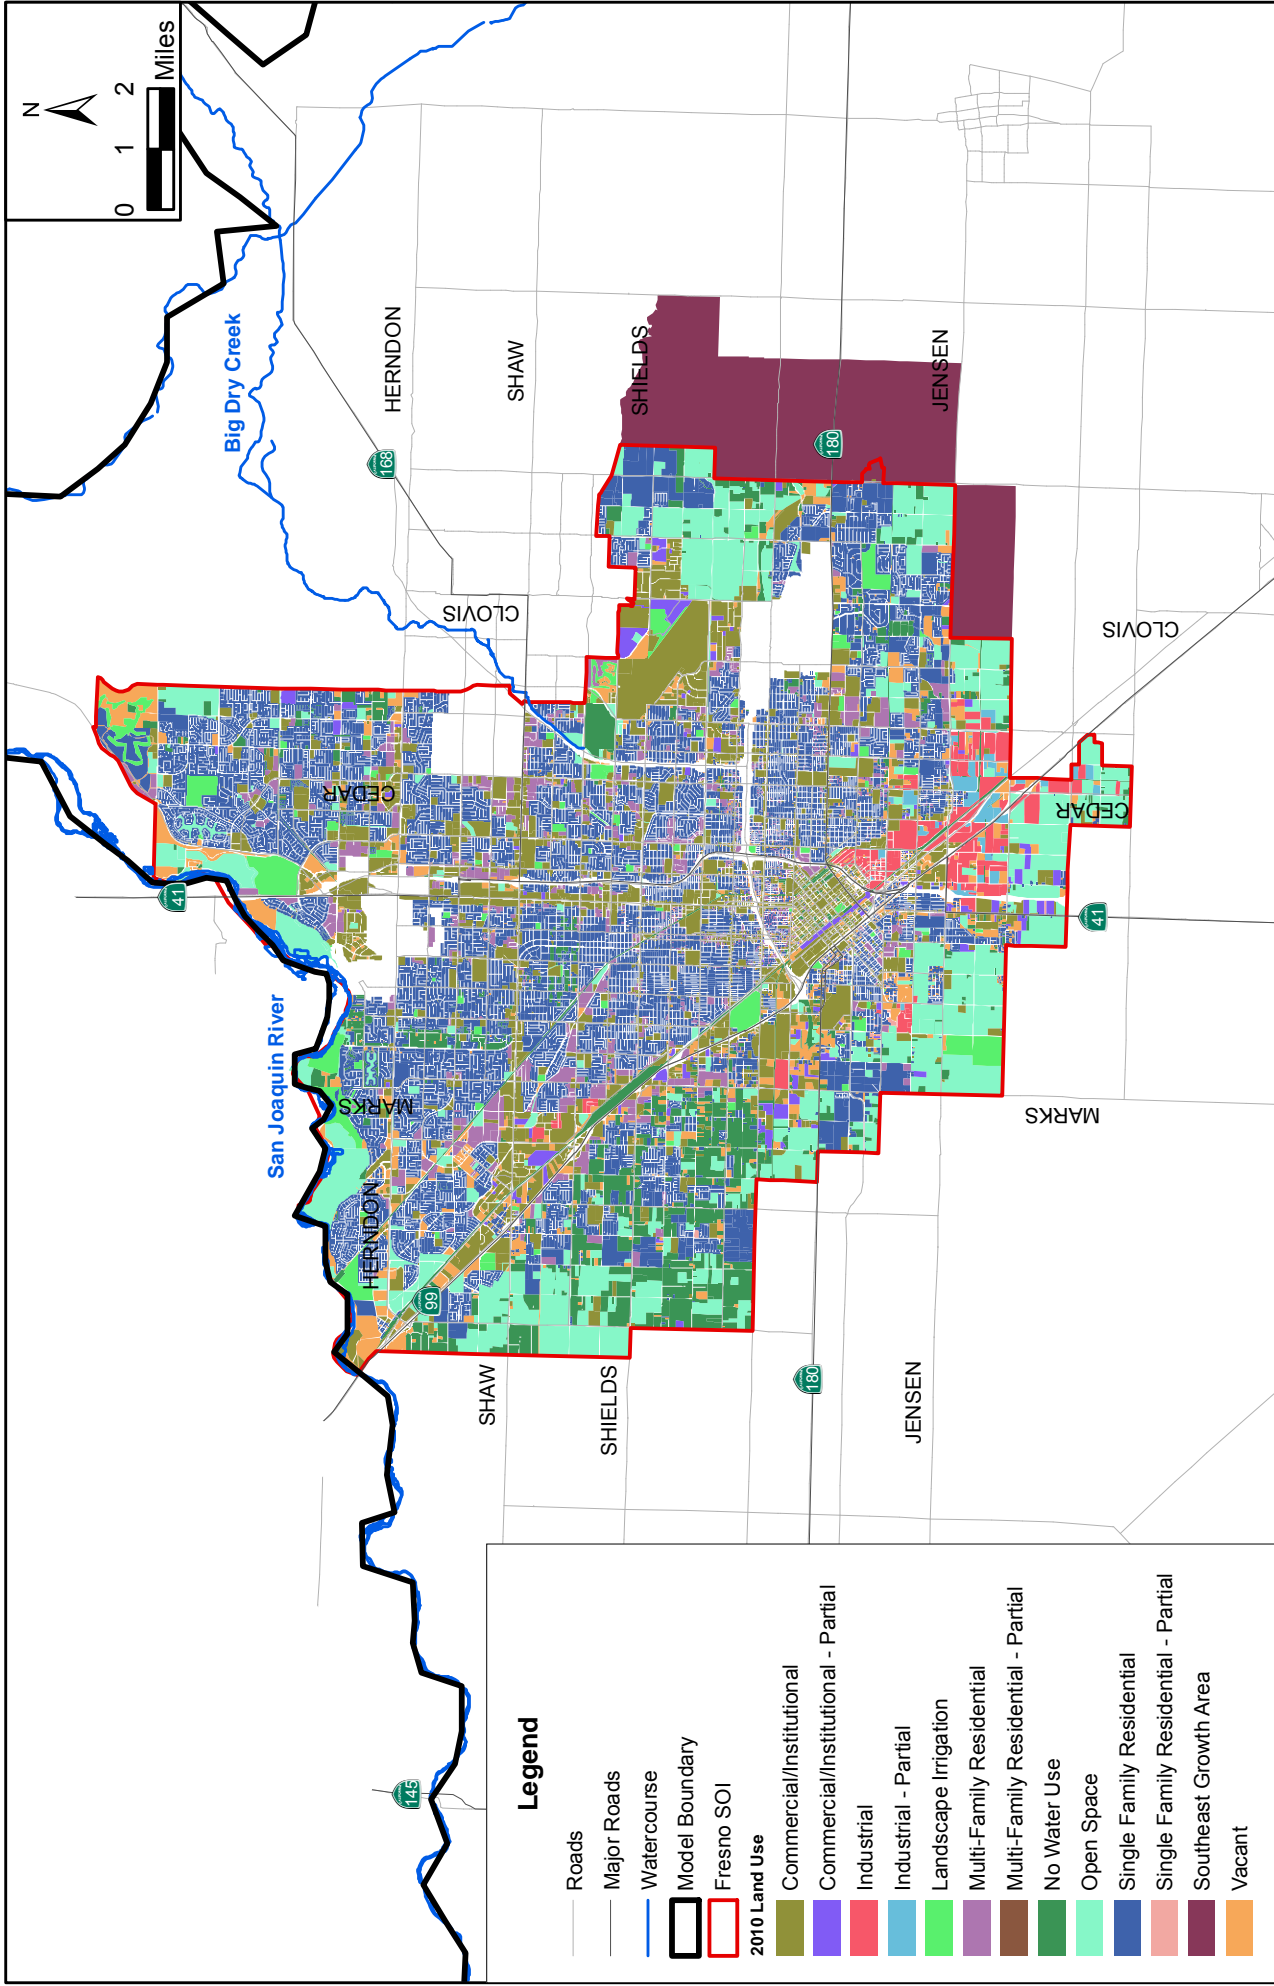 N
0 1 2
Miles
Big Dry Creek
San Joaquin River
HERNDON
SHAW
SHIELDS
JENSEN
168
180
CLOVIS
CLOVIS
CEDAR
CEDAR
41
41
MARKS
MARKS
HERNDON
99
SHAW
SHIELDS
180
JENSEN
145
Legend
Roads
Major Roads
Watercourse
Model Boundary
Fresno SOI
2010 Land Use
Commercial/Institutional
Commercial/Institutional - Partial
Industrial
Industrial - Partial
Landscape Irrigation
Multi-Family Residential
Multi-Family Residential - Partial
No Water Use
Open Space
Single Family Residential
Single Family Residential - Partial
Southeast Growth Area
Vacant